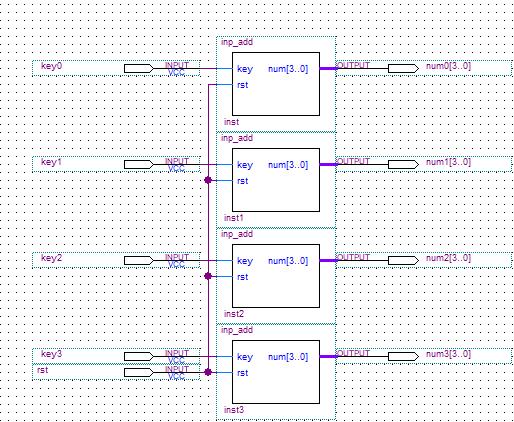 inp_add
key0 INPUT VCC key num[3..0] OUTPUT num0[3..0]
rst
inst
inp_add
key1 INPUT VCC key num[3..0] OUTPUT num1[3..0]
rst
inst1
inp_add
key2 INPUT VCC key num[3..0] OUTPUT num2[3..0]
rst
inst2
inp_add
key3 INPUT VCC key num[3..0] OUTPUT num3[3..0]
rst INPUT VCC rst
inst3